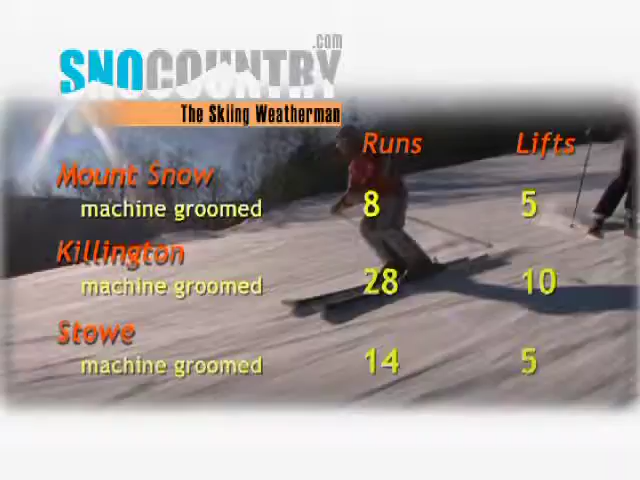 .com
SNOCOUNTRY
The Skiing Weatherman
Runs Lifts
Mount Snow
machine groomed 8 5
Killington
machine groomed 28 10
Stowe
machine groomed 14 5